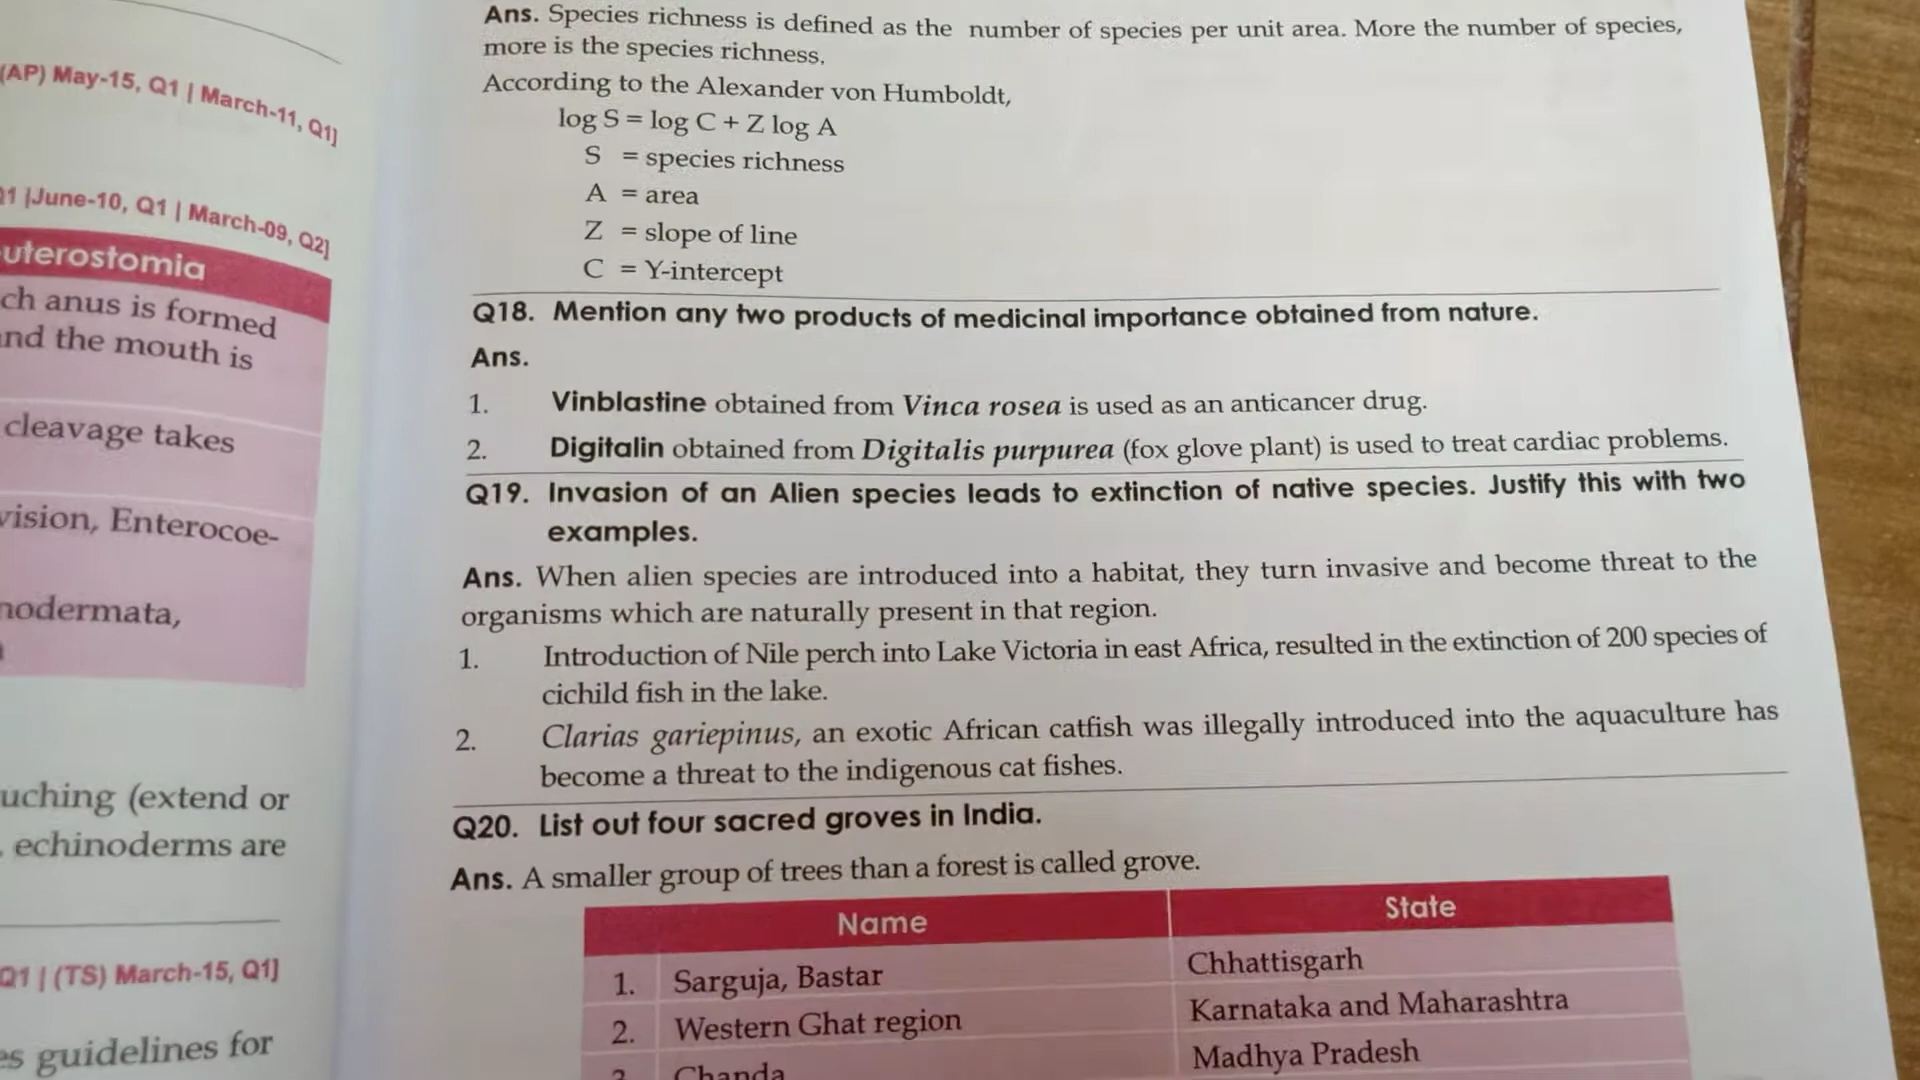 (AP) May-15, Q1 | March-11, Q1]
1 |June-10, Q1 | March-09, Q2]
uterostomia
ch anus is formed
nd the mouth is
cleavage takes
vision, Enterocoe-
nodermata,
uching (extend or
. echinoderms are
Q1 | (TS) March-15, Q1]
es guidelines for
Ans. Species richness is defined as the number of species per unit area. More the number of species,
more is the species richness,
According to the Alexander von Humboldt,
log S = log C + Z log A
S = species richness
A = area
Z = slope of line
C = Y-intercept
Q18. Mention any two products of medicinal importance obtained from nature.
Ans.
1. Vinblastine obtained from Vinca rosea is used as an anticancer drug.
2. Digitalin obtained from Digitalis purpurea (fox glove plant) is used to treat cardiac problems.
Q19. Invasion of an Alien species leads to extinction of native species. Justify this with two
examples.
Ans. When alien species are introduced into a habitat, they turn invasive and become threat to the
organisms which are naturally present in that region.
1. Introduction of Nile perch into Lake Victoria in east Africa, resulted in the extinction of 200 species of
cichild fish in the lake.
2. Clarias gariepinus, an exotic African catfish was illegally introduced into the aquaculture has
become a threat to the indigenous cat fishes.
Q20. List out four sacred groves in India.
Ans. A smaller group of trees than a forest is called grove.
Name State
1. Sarguja, Bastar Chhattisgarh
2. Western Ghat region Karnataka and Maharashtra
3. Chanda Madhya Pradesh